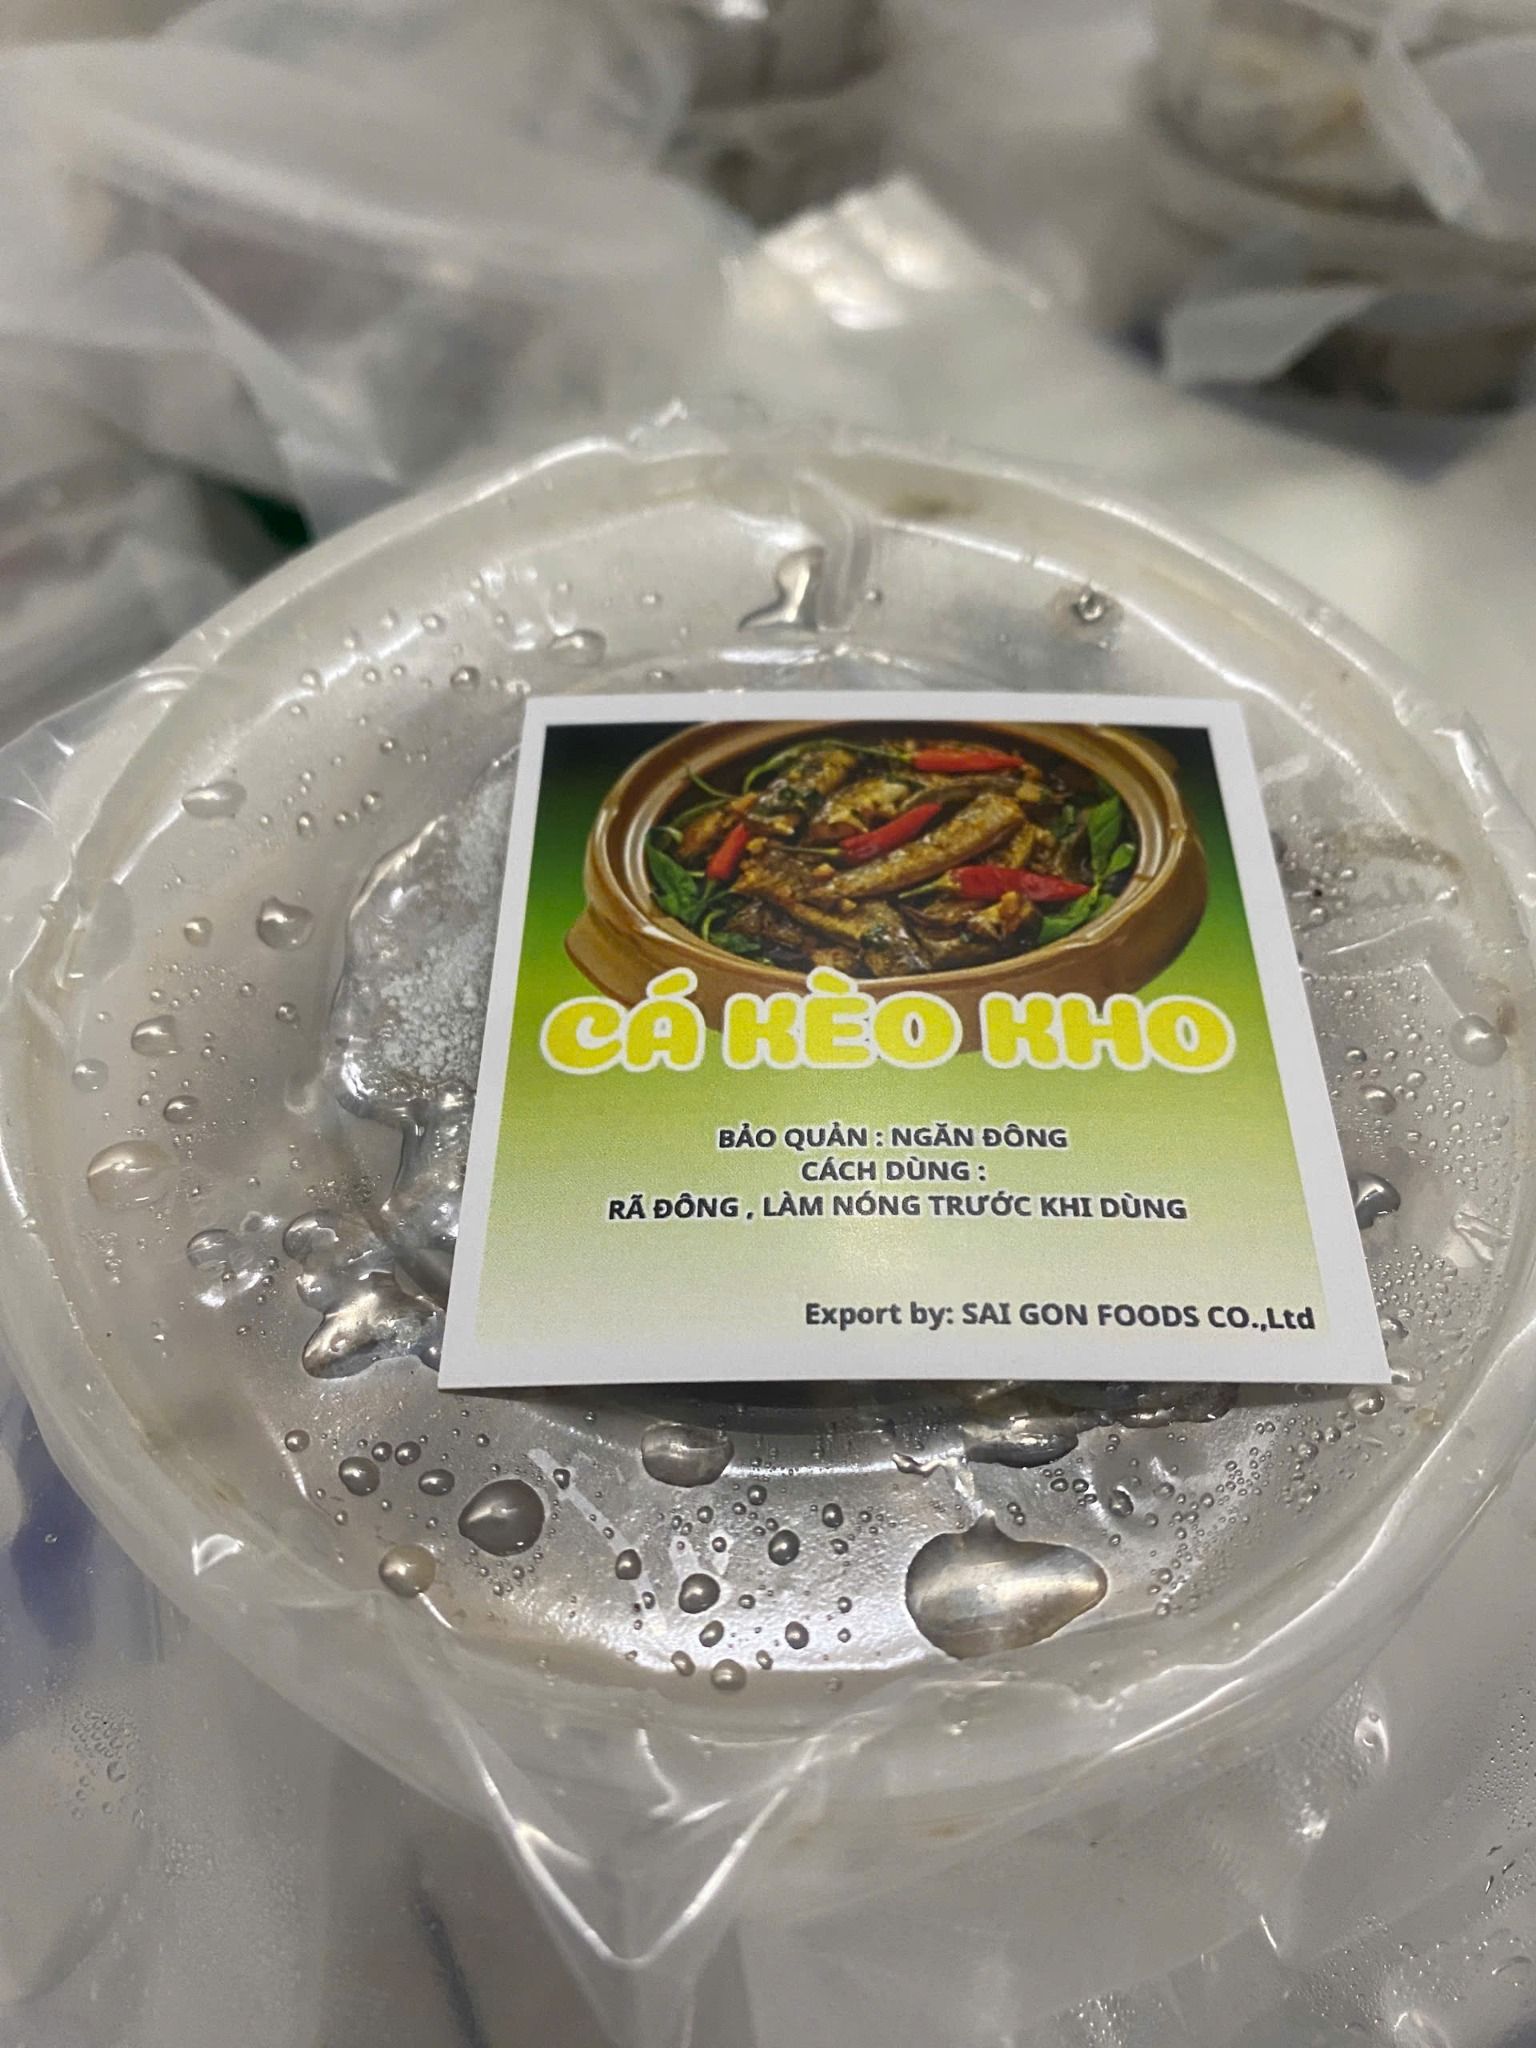 CÁ KÈO KHO
BẢO QUẢN : NGĂN ĐÔNG
CÁCH DÙNG :
RÃ ĐÔNG , LÀM NÓNG TRƯỚC KHI DÙNG
Export by: SAI GON FOODS CO.,Ltd